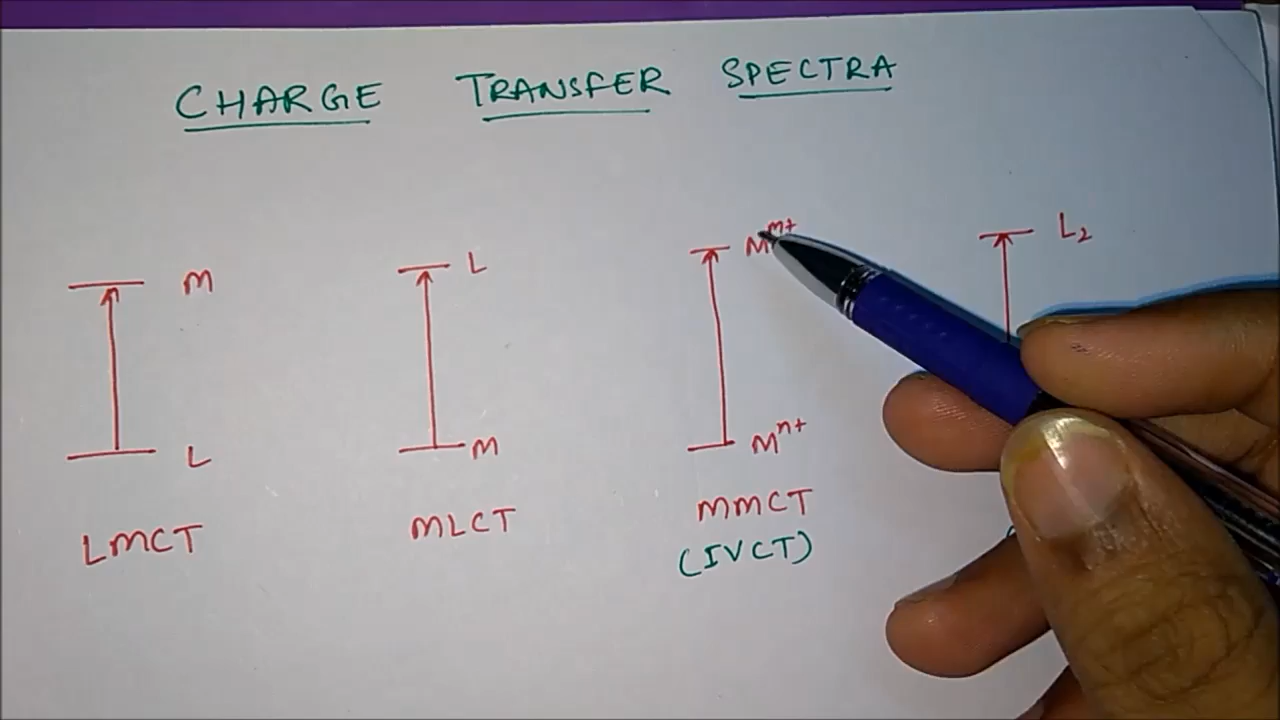 CHARGE TRANSFER SPECTRA
M L M^m+ L₂
L M M^n+
LMCT MLCT MMCT
(IVCT)